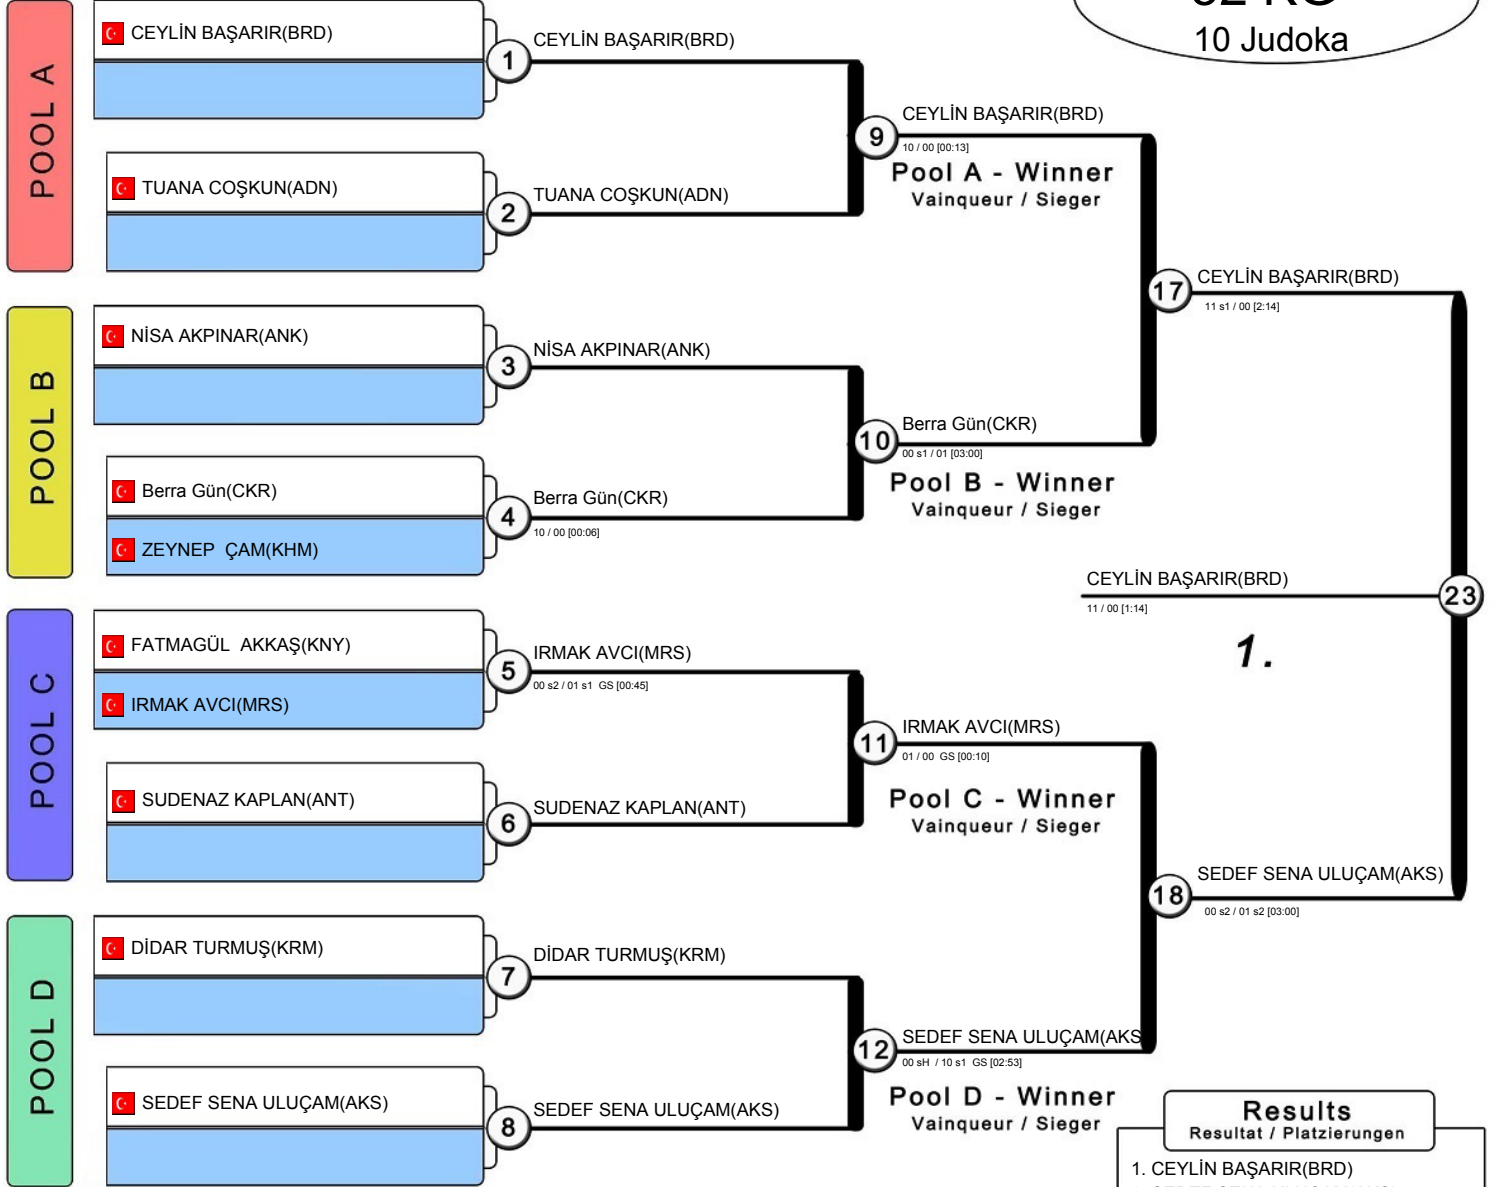 52 KG
10 Judoka
POOL A
CEYLİN BAŞARIR(BRD)
1
CEYLİN BAŞARIR(BRD)
TUANA COŞKUN(ADN)
2
TUANA COŞKUN(ADN)
9
CEYLİN BAŞARIR(BRD)
10 / 00 [00:13]
Pool A - Winner
Vainqueur / Sieger
POOL B
NİSA AKPINAR(ANK)
3
NİSA AKPINAR(ANK)
Berra Gün(CKR)
ZEYNEP ÇAM(KHM)
4
Berra Gün(CKR)
10 / 00 [00:06]
10
Berra Gün(CKR)
00 s1 / 01 [03:00]
Pool B - Winner
Vainqueur / Sieger
17
CEYLİN BAŞARIR(BRD)
11 s1 / 00 [2:14]
POOL C
FATMAGÜL AKKAŞ(KNY)
IRMAK AVCI(MRS)
5
IRMAK AVCI(MRS)
00 s2 / 01 s1 GS [00:45]
SUDENAZ KAPLAN(ANT)
6
SUDENAZ KAPLAN(ANT)
11
IRMAK AVCI(MRS)
01 / 00 GS [00:10]
Pool C - Winner
Vainqueur / Sieger
POOL D
DİDAR TURMUŞ(KRM)
7
DİDAR TURMUŞ(KRM)
SEDEF SENA ULUÇAM(AKS)
8
SEDEF SENA ULUÇAM(AKS)
12
SEDEF SENA ULUÇAM(AKS
00 sH / 10 s1 GS [02:53]
Pool D - Winner
Vainqueur / Sieger
18
SEDEF SENA ULUÇAM(AKS)
00 s2 / 01 s2 [03:00]
CEYLİN BAŞARIR(BRD)
23
11 / 00 [1:14]
1.
Results
Resultat / Platzierungen
1. CEYLİN BAŞARIR(BRD)